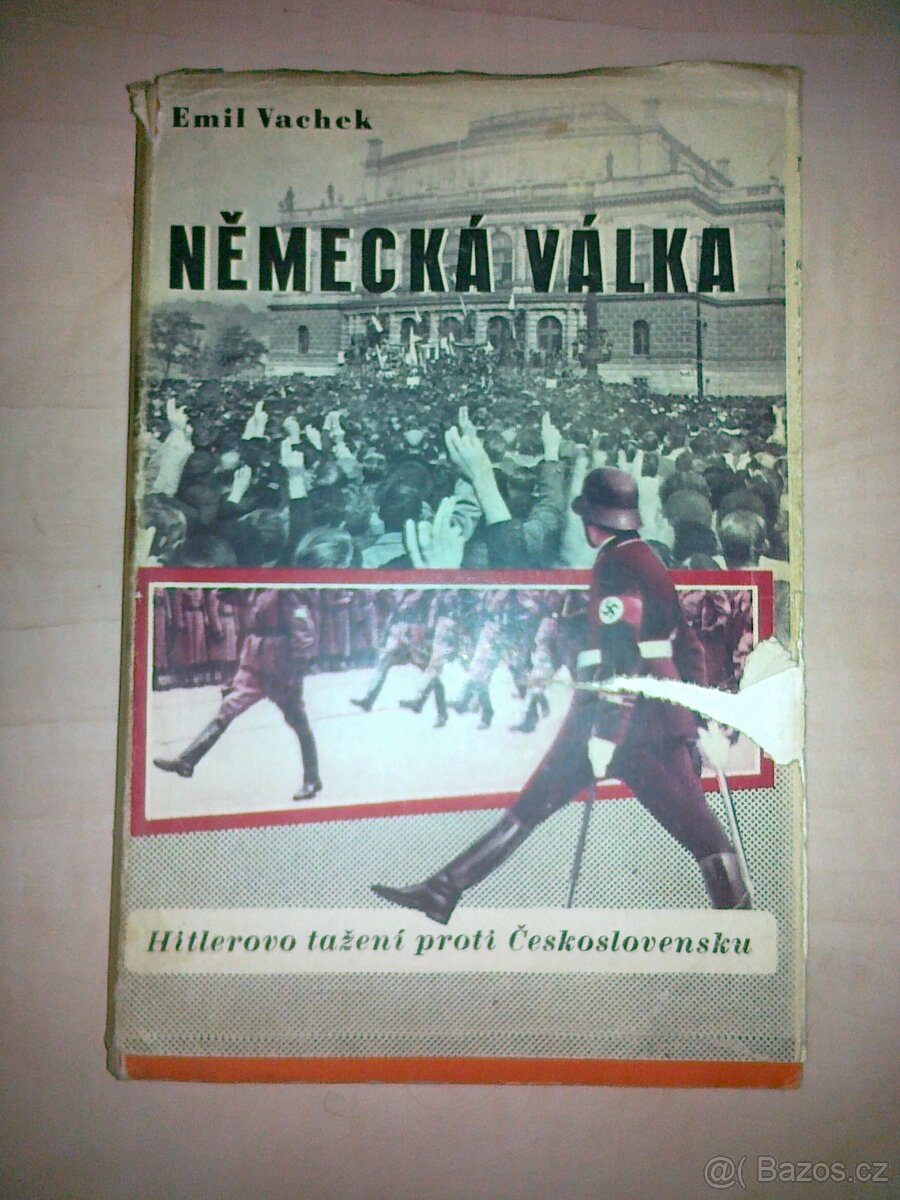 Emil Vachek
NĚMECKÁ VÁLKA
Hitlerovo tažení proti Československu
@( Bazos.cz